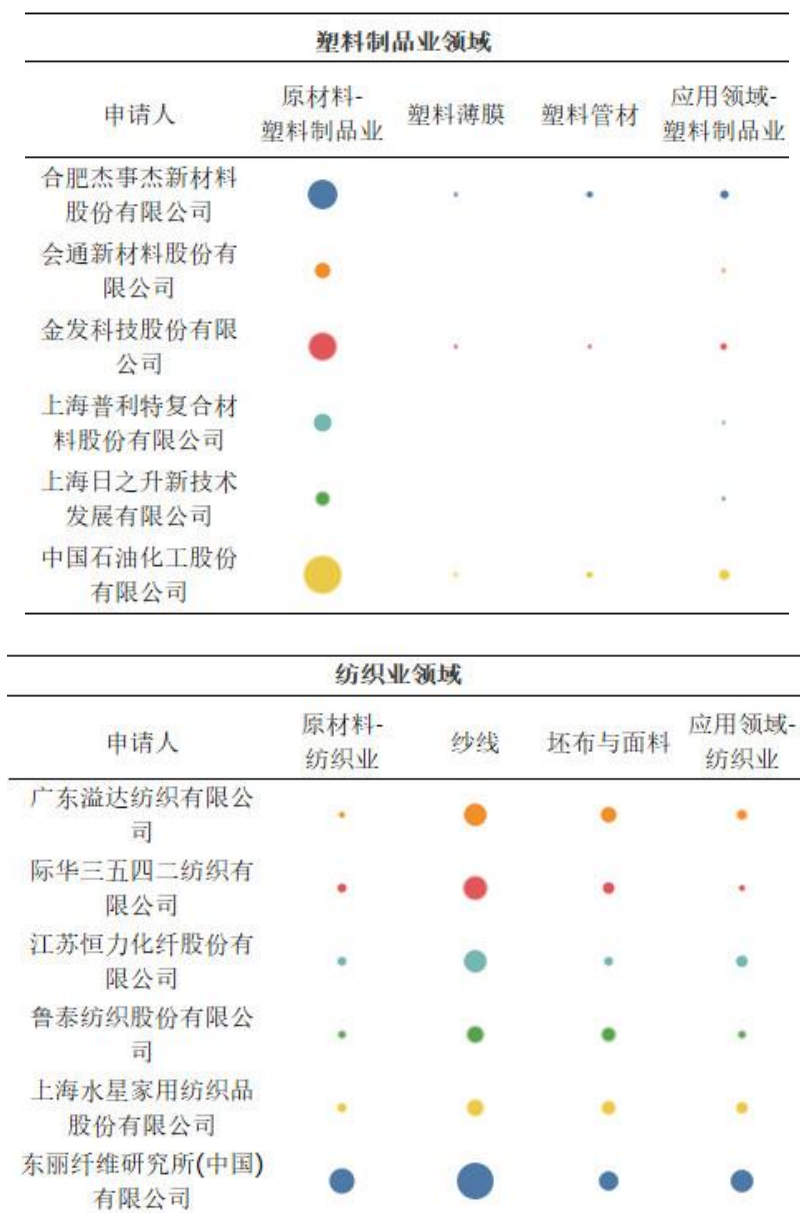 塑料制品业领域
申请人
原材料-
塑料制品业
塑料薄膜
塑料管材
应用领域-
塑料制品业
合肥杰事杰新材料
股份有限公司
会通新材料股份有
限公司
金发科技股份有限
公司
上海普利特复合材
料股份有限公司
上海日之升新技术
发展有限公司
中国石油化工股份
有限公司
纺织业领域
申请人
原材料-
纺织业
纱线
坯布与面料
应用领域-
纺织业
广东溢达纺织有限公
司
际华三五四二纺织有
限公司
江苏恒力化纤股份有
限公司
鲁泰纺织股份有限公
司
上海水星家用纺织品
股份有限公司
东丽纤维研究所(中国)
有限公司